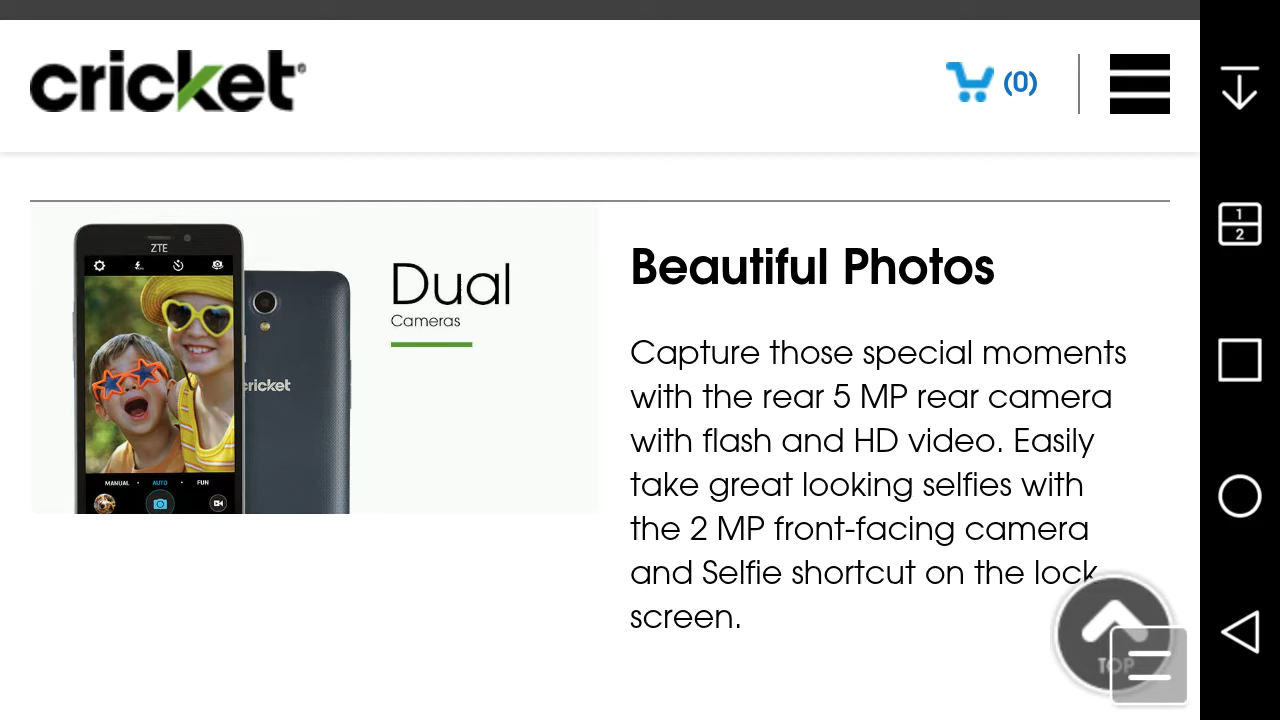 cricket
(0)
ZTE
cricket
MANUAL • AUTO • FUN
Dual
Cameras
Beautiful Photos
Capture those special moments
with the rear 5 MP rear camera
with flash and HD video. Easily
take great looking selfies with
the 2 MP front-facing camera
and Selfie shortcut on the lock
screen.
TOP
1
2